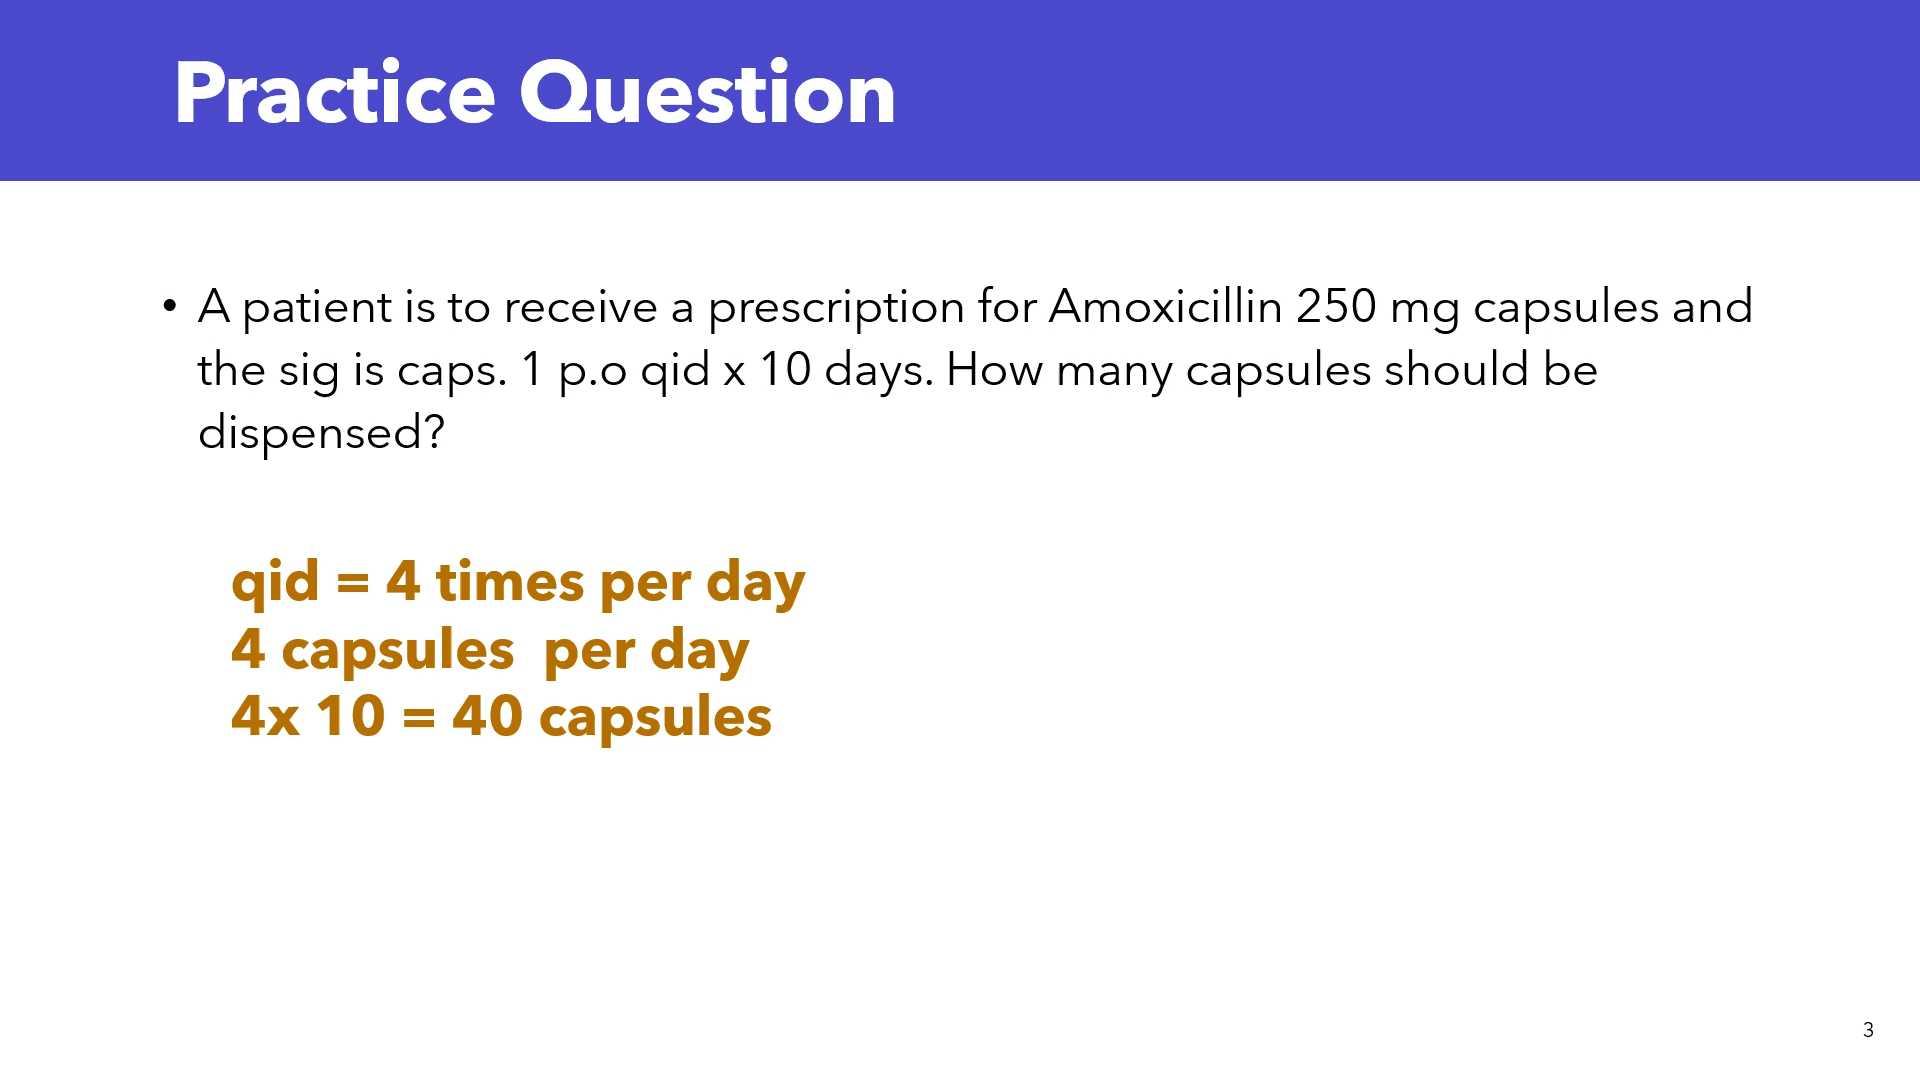 Practice Question
• A patient is to receive a prescription for Amoxicillin 250 mg capsules and
the sig is caps. 1 p.o qid x 10 days. How many capsules should be
dispensed?
qid = 4 times per day
4 capsules  per day
4x 10 = 40 capsules
3